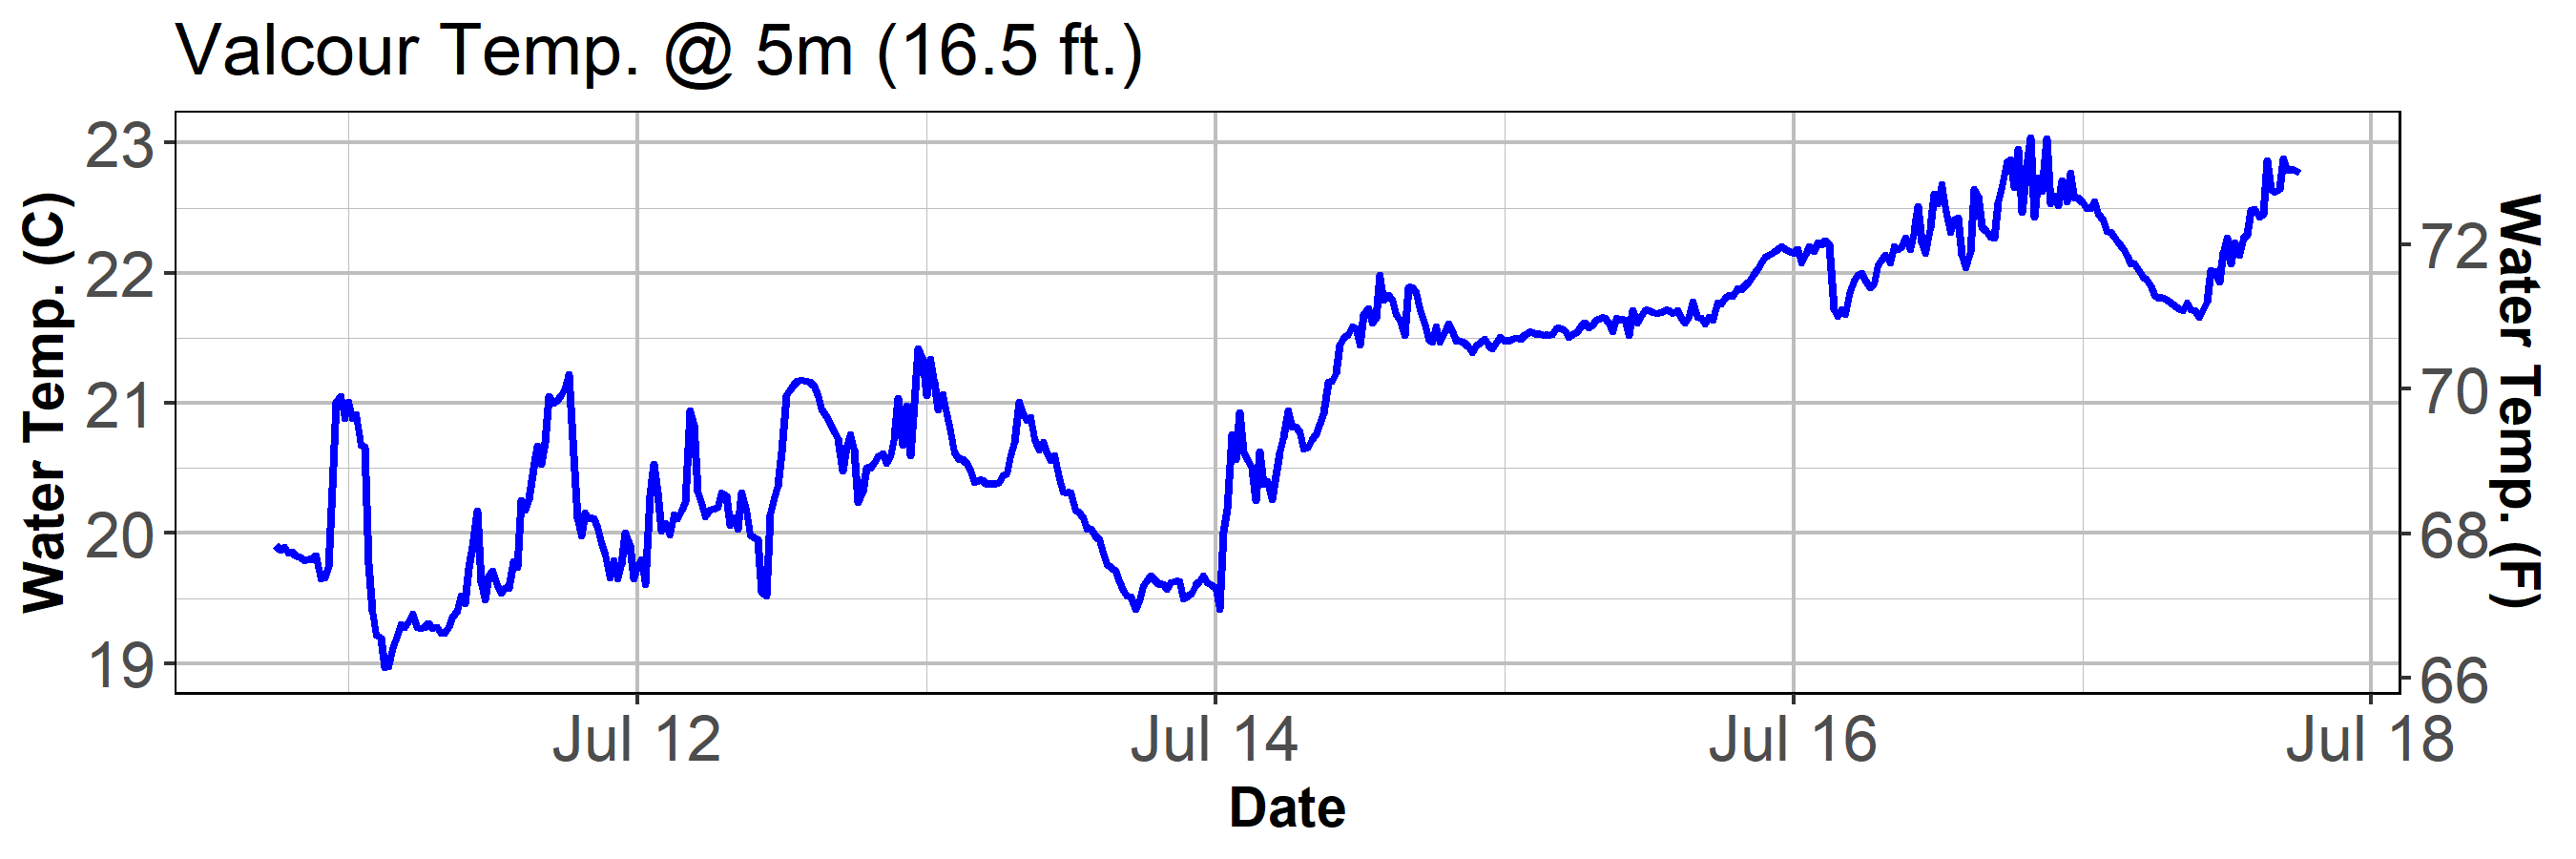 Valcour Temp. @ 5m (16.5 ft.)
Water Temp. (C)
23
22
21
20
19
72
70
68
66
Water Temp. (F)
Jul 12
Jul 14
Jul 16
Jul 18
Date